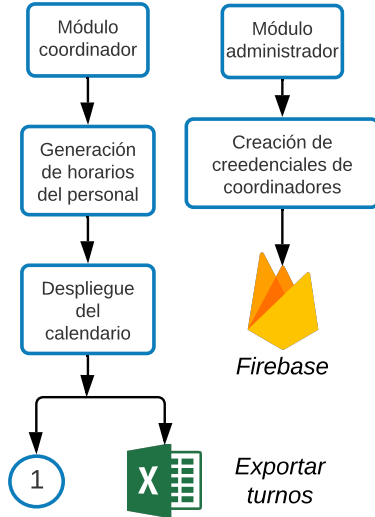 Módulo
coordinador
Módulo
administrador
Generación
de horarios
del personal
Creación de
creedenciales de
coordinadores
Despliegue
del
calendario
Firebase
1
X
Exportar
turnos